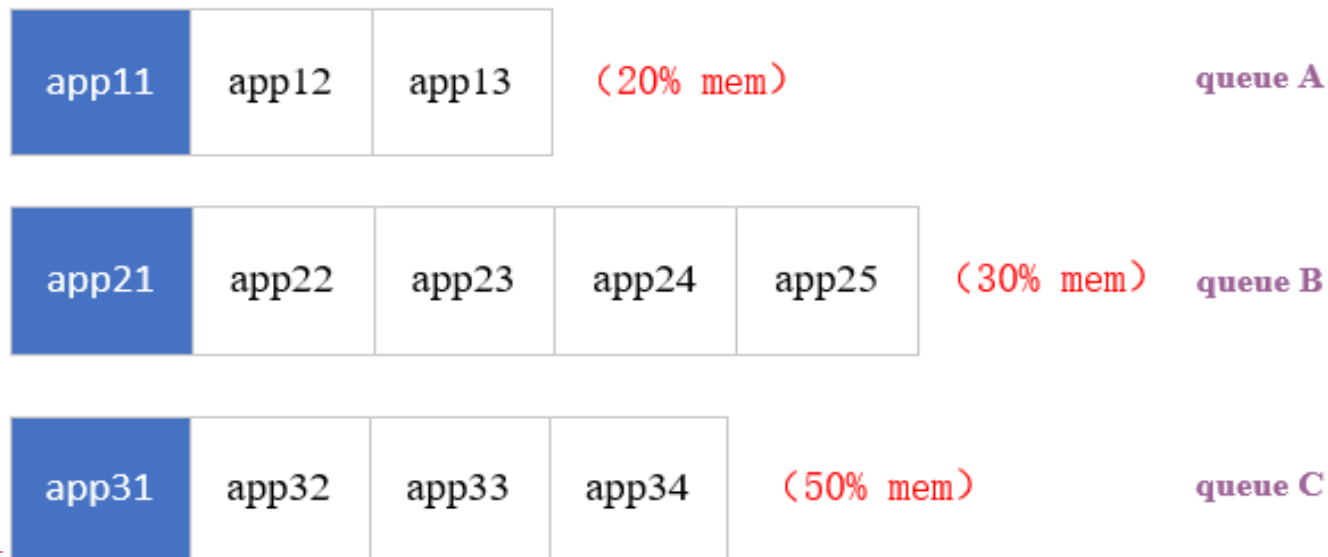 app11 app12 app13 （20% mem） queue A
app21 app22 app23 app24 app25 （30% mem） queue B
app31 app32 app33 app34 （50% mem） queue C